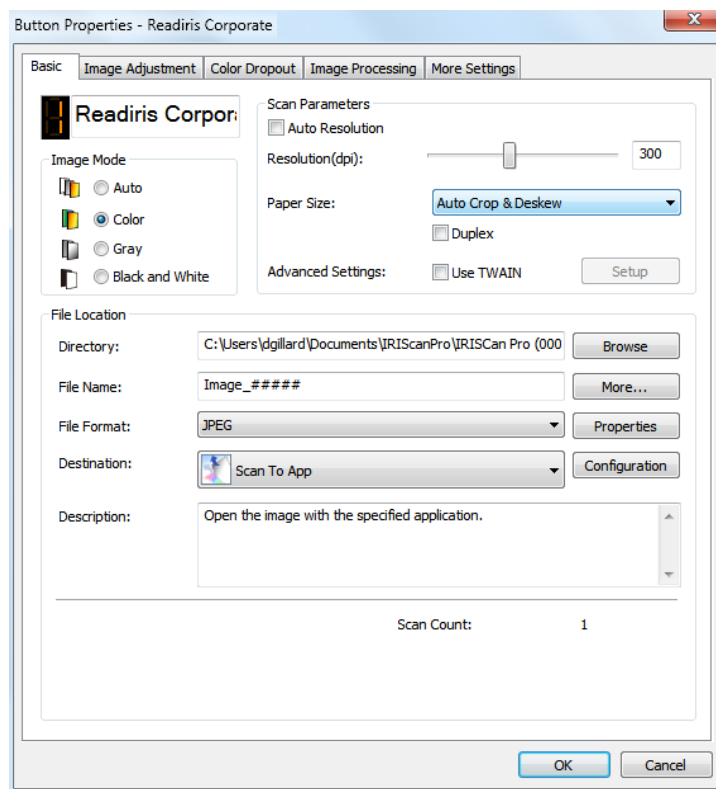 Button Properties - Readiris Corporate
Basic
Image Adjustment
Color Dropout
Image Processing
More Settings
1
Readiris Corpor
Image Mode
Auto
Color
Gray
Black and White
Scan Parameters
Auto Resolution
Resolution(dpi):
300
Paper Size:
Auto Crop & Deskew
Duplex
Advanced Settings:
Use TWAIN
Setup
File Location
Directory:
C:\Users\dgillard\Documents\IRIScanPro\IRISCan Pro (000
Browse
File Name:
Image_#####
More...
File Format:
JPEG
Properties
Destination:
Scan To App
Configuration
Description:
Open the image with the specified application.
Scan Count:
1
OK
Cancel